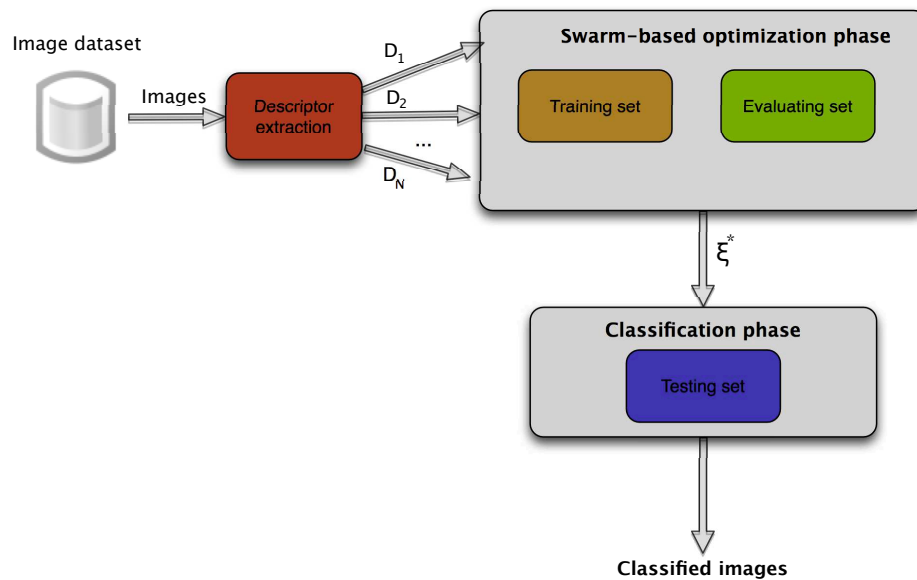 Image dataset
Images
Descriptor
extraction
D1
D2
...
DN
Swarm-based optimization phase
Training set
Evaluating set
ξ*
Classification phase
Testing set
Classified images